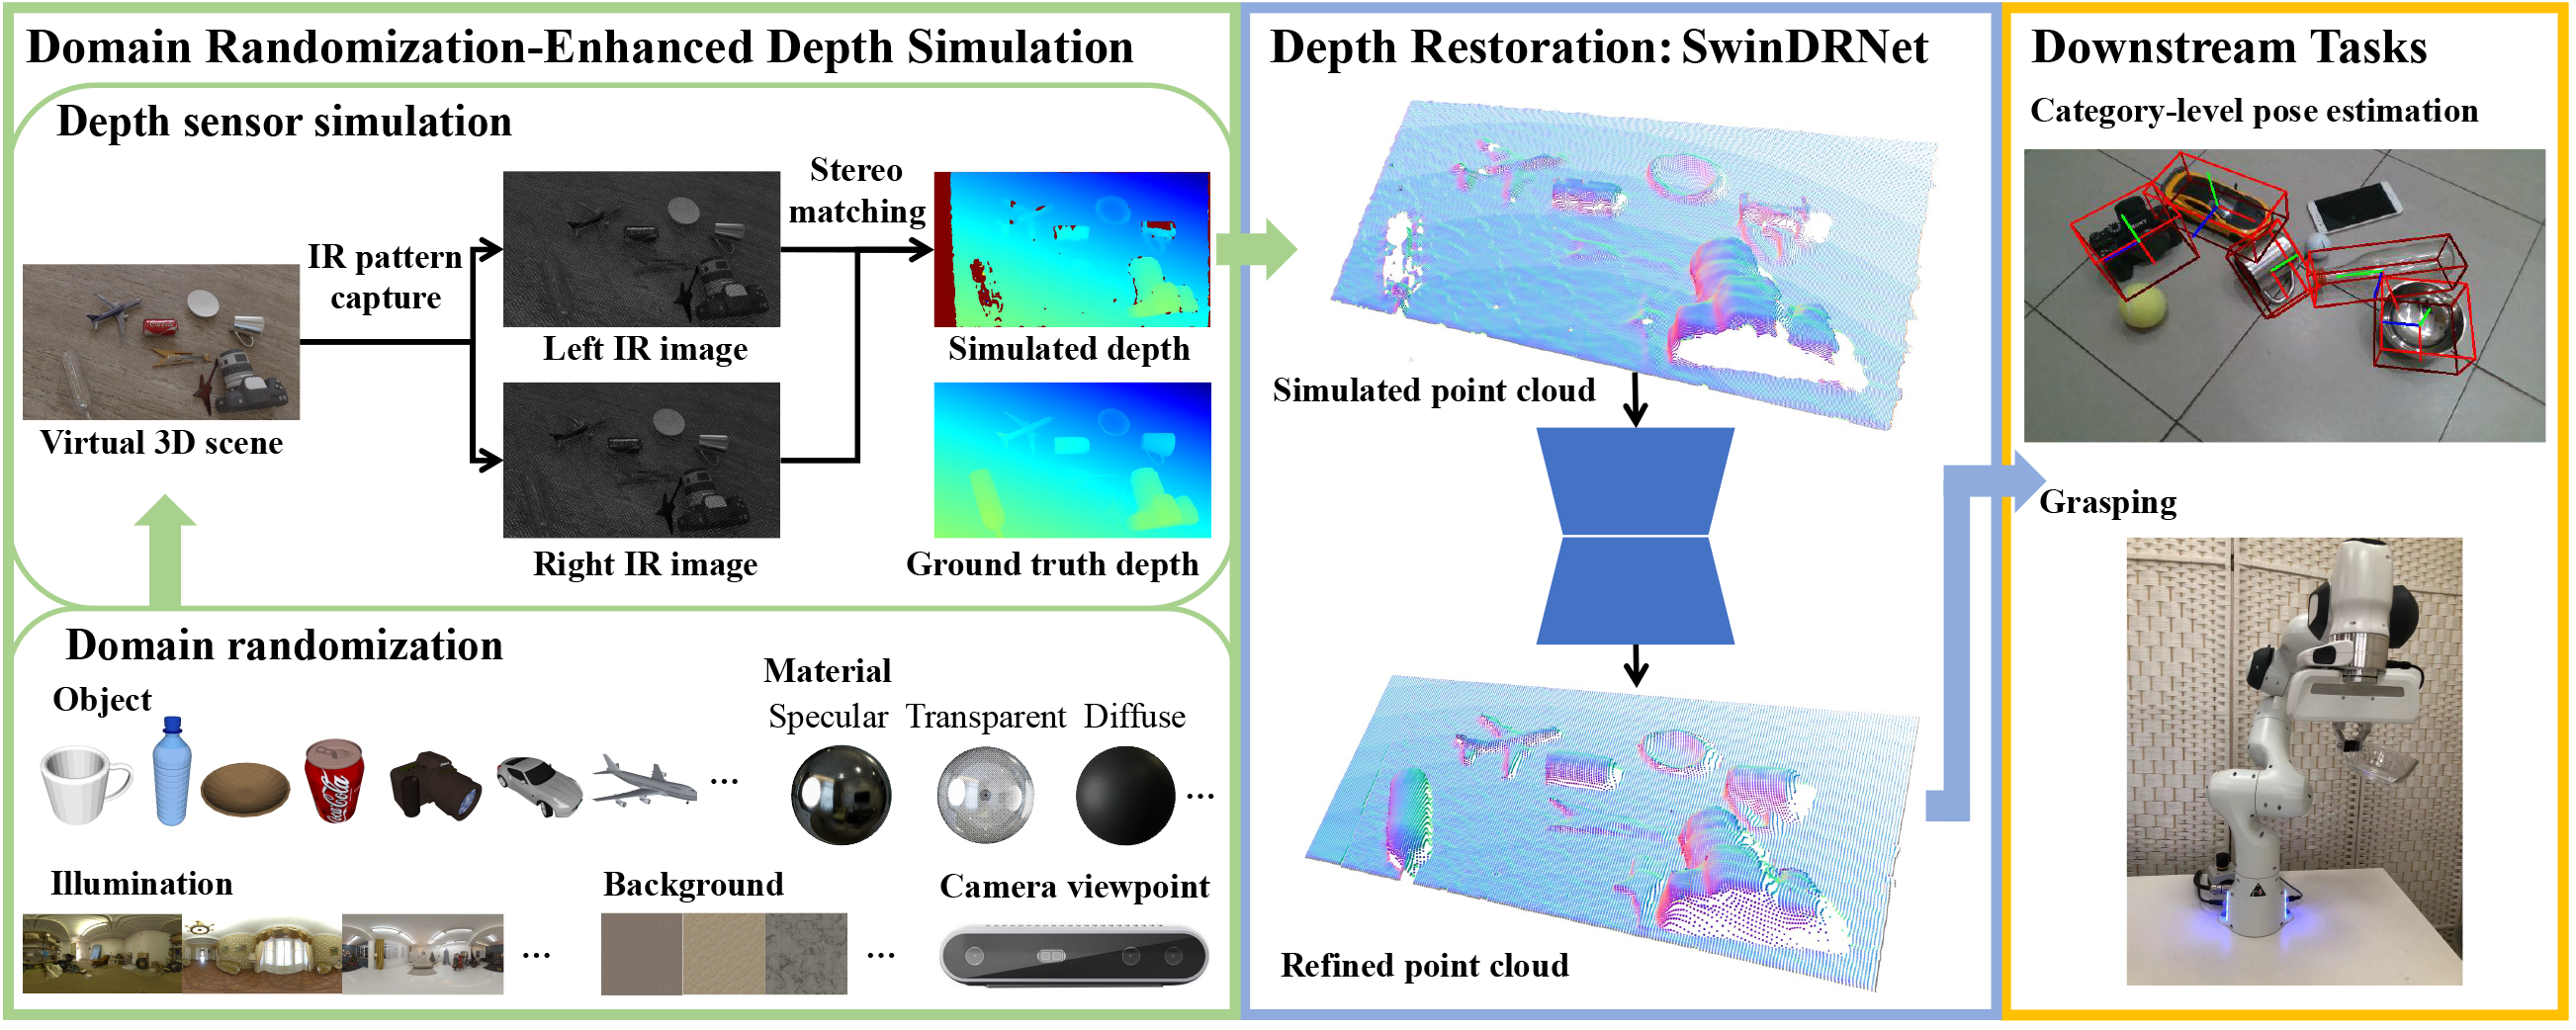 Domain Randomization-Enhanced Depth Simulation
Depth sensor simulation
Virtual 3D scene
IR pattern
capture
Left IR image
Right IR image
Stereo
matching
Simulated depth
Ground truth depth
Domain randomization
Object
Coca-Cola
...
Material
Specular
Transparent
Diffuse
...
Illumination
...
Background
...
Camera viewpoint
Depth Restoration: SwinDRNet
Simulated point cloud
Refined point cloud
Downstream Tasks
Category-level pose estimation
Grasping